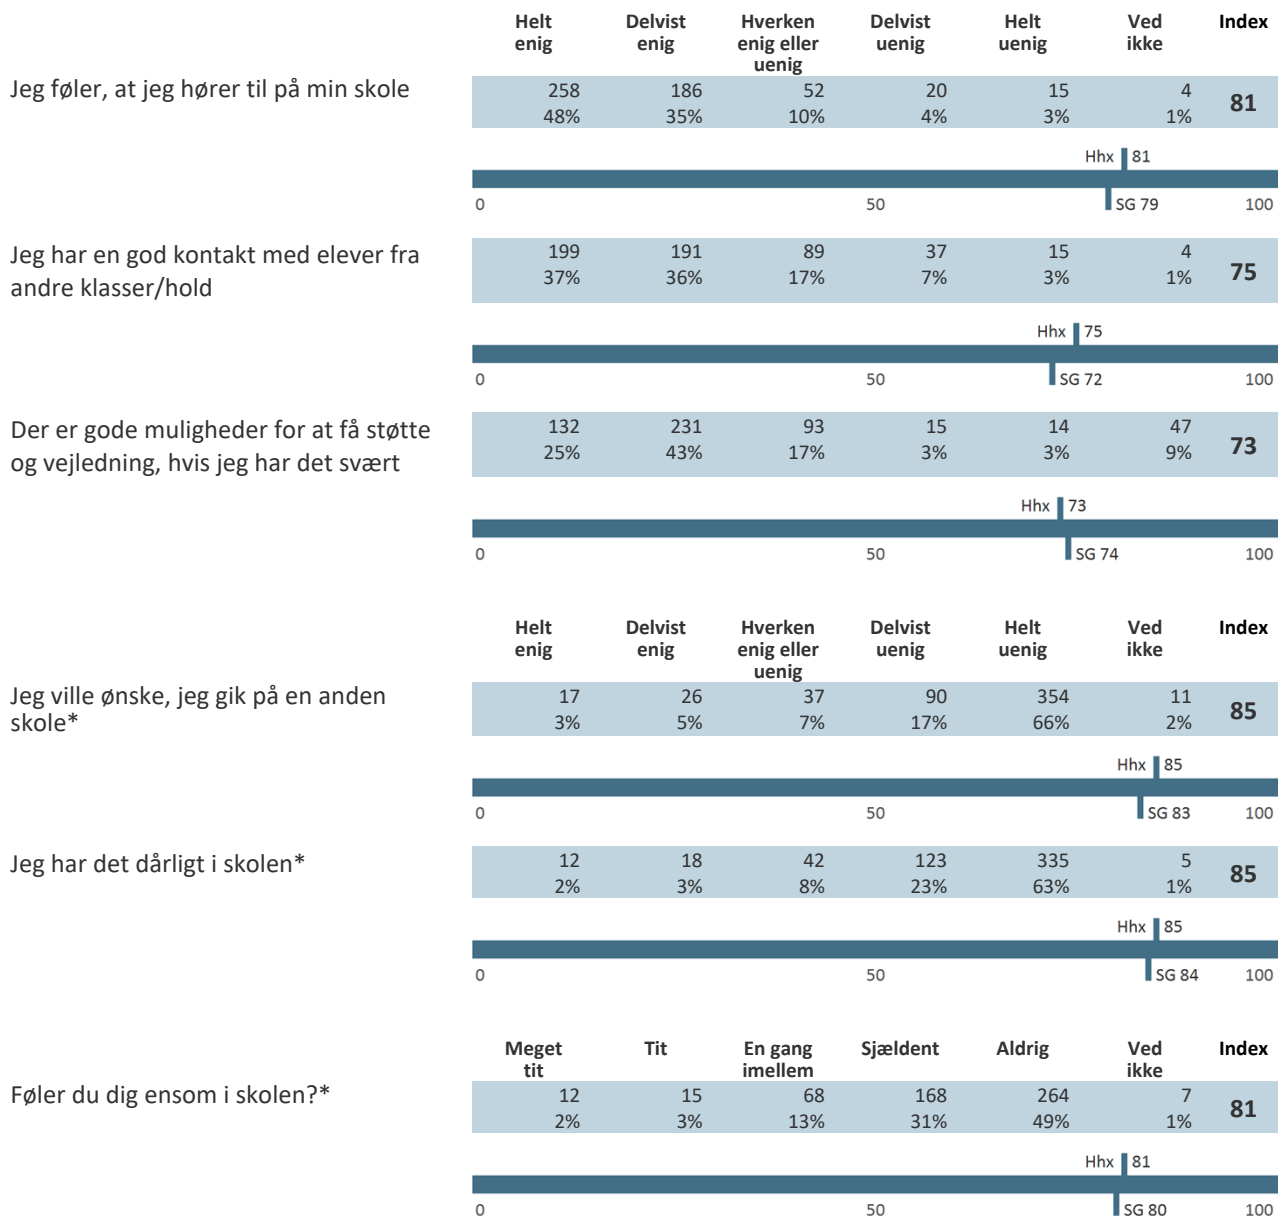 Helt Delvist Hverken Delvist Helt Ved Index
enig enig enig eller uenig uenig ikke
uenig
Jeg føler, at jeg hører til på min skole 258 186 52 20 15 4 81
48% 35% 10% 4% 3% 1%
Hhx 81
0 50 SG 79 100
Jeg har en god kontakt med elever fra 199 191 89 37 15 4 75
andre klasser/hold 37% 36% 17% 7% 3% 1%
Hhx 75
0 50 SG 72 100
Der er gode muligheder for at få støtte 132 231 93 15 14 47 73
og vejledning, hvis jeg har det svært 25% 43% 17% 3% 3% 9%
Hhx 73
0 50 SG 74 100
Helt Delvist Hverken Delvist Helt Ved Index
enig enig enig eller uenig uenig ikke
uenig
Jeg ville ønske, jeg gik på en anden 17 26 37 90 354 11 85
skole* 3% 5% 7% 17% 66% 2%
Hhx 85
0 50 SG 83 100
Jeg har det dårligt i skolen* 12 18 42 123 335 5 85
2% 3% 8% 23% 63% 1%
Hhx 85
0 50 SG 84 100
Meget Tit En gang Sjældent Aldrig Ved Index
tit imellem ikke
Føler du dig ensom i skolen?* 12 15 68 168 264 7 81
2% 3% 13% 31% 49% 1%
Hhx 81
0 50 SG 80 100